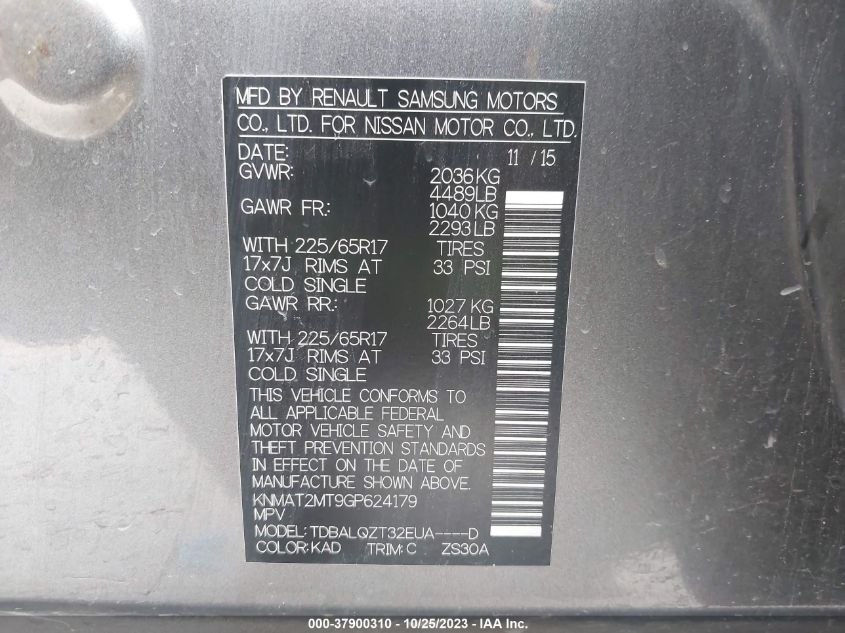 MFD BY RENAULT SAMSUNG MOTORS
CO., LTD. FOR NISSAN MOTOR CO., LTD.
DATE: 11 / 15
GVWR: 2036 KG
4489 LB
GAWR FR.: 1040 KG
2293 LB
WITH 225/65R17 TIRES
17x7J RIMS AT 33 PSI
COLD SINGLE
GAWR RR.: 1027 KG
2264 LB
WITH 225/65R17 TIRES
17x7J RIMS AT 33 PSI
COLD SINGLE
THIS VEHICLE CONFORMS TO
ALL APPLICABLE FEDERAL
MOTOR VEHICLE SAFETY AND
THEFT PREVENTION STANDARDS
IN EFFECT ON THE DATE OF
MANUFACTURE SHOWN ABOVE.
KNMAT2MT9GP624179
MPV
MODEL: TDBALQZT32EUA----D
COLOR: KAD TRIM: C ZS30A
000-37900310 - 10/25/2023 - IAA Inc.